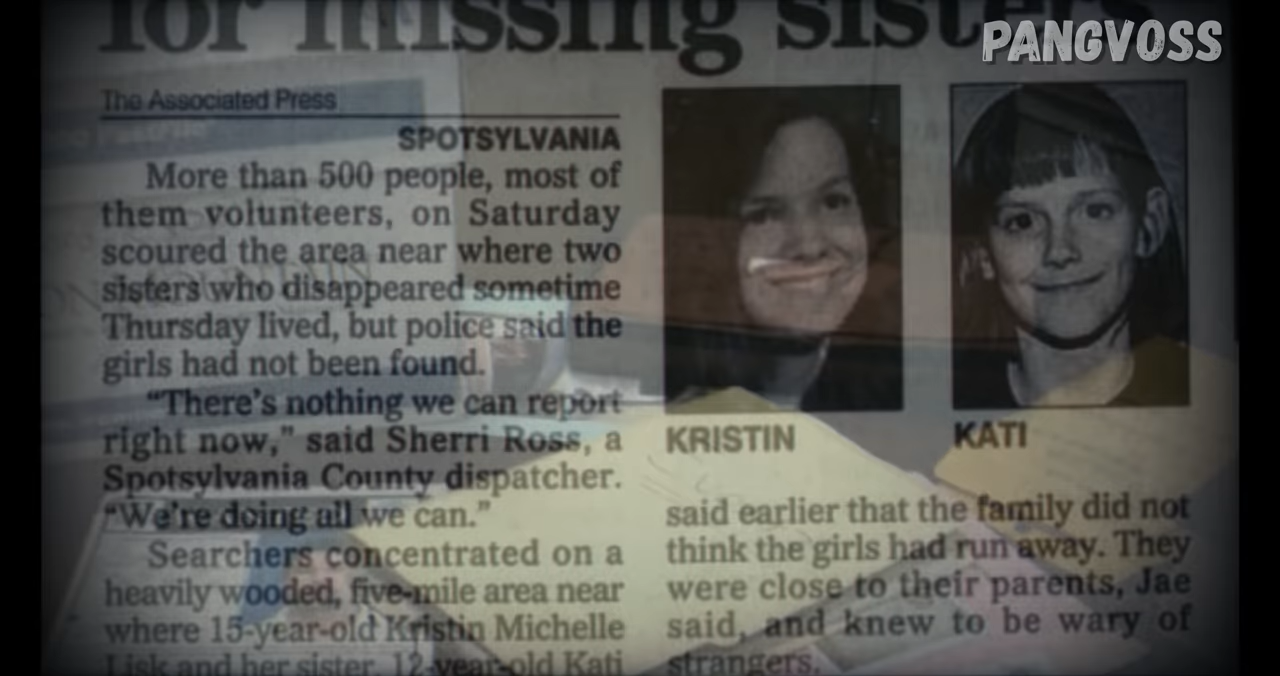 for missing sisters
PANGVOSS
The Associated Press
SPOTSYLVANIA
More than 500 people, most of
them volunteers, on Saturday
scoured the area near where two
sisters who disappeared sometime
Thursday lived, but police said the
girls had not been found.
“There’s nothing we can report
right now,” said Sherri Ross, a
Spotsylvania County dispatcher.
“We’re doing all we can.”
Searchers concentrated on a
heavily wooded, five-mile area near
where 15-year-old Kristin Michelle
Lisk and her sister, 12-year-old Kati
KRISTIN
KATI
said earlier that the family did not
think the girls had run away. They
were close to their parents, Jae
said, and knew to be wary of
strangers.